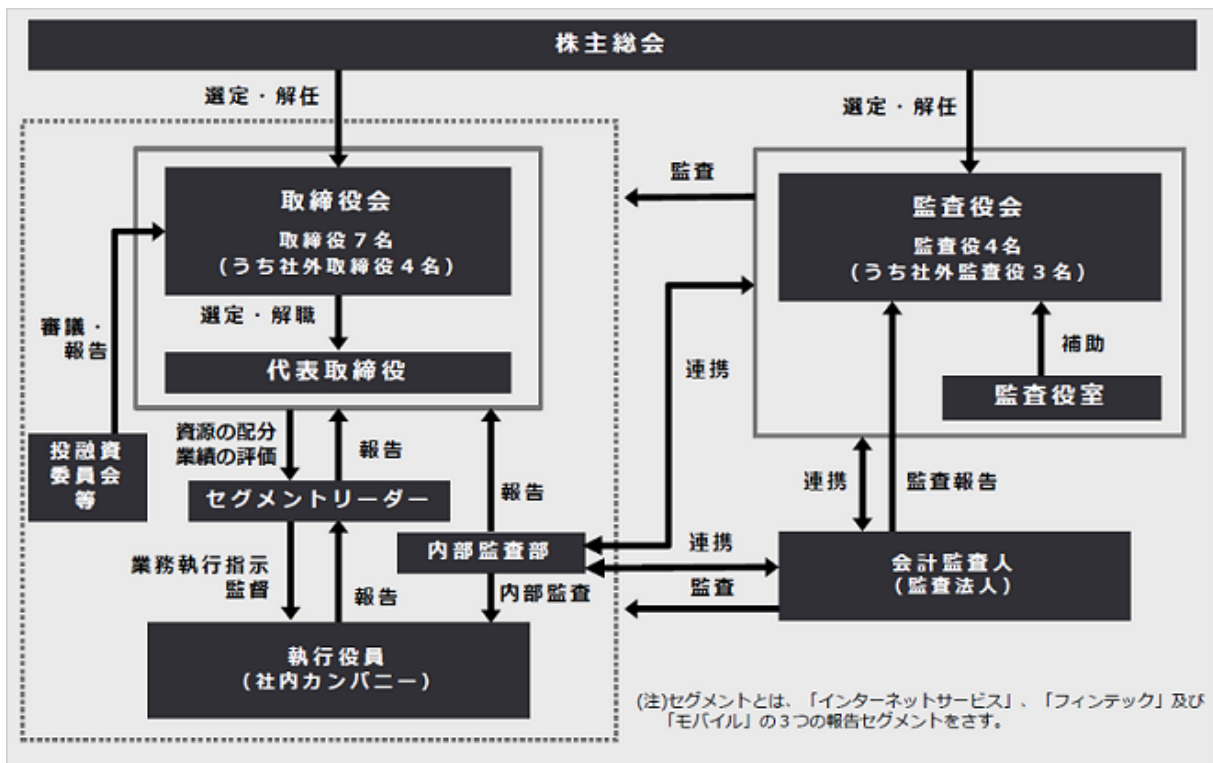 株主総会
選定・解任
選定・解任
取締役会
取締役７名
(うち社外取締役４名)
監査
監査役会
監査役4名
(うち社外監査役３名)
選定・解職
審議・
報告
代表取締役
連携
補助
監査役室
資源の配分
業績の評価
報告
投融資
委員会
等
セグメントリーダー
報告
連携
監査報告
内部監査部
連携
会計監査人
(監査法人)
業務執行指示
監督
報告
内部監査
監査
執行役員
(社内カンパニー)
(注)セグメントとは、「インターネットサービス」、「フィンテック」及び
「モバイル」の３つの報告セグメントをさす。